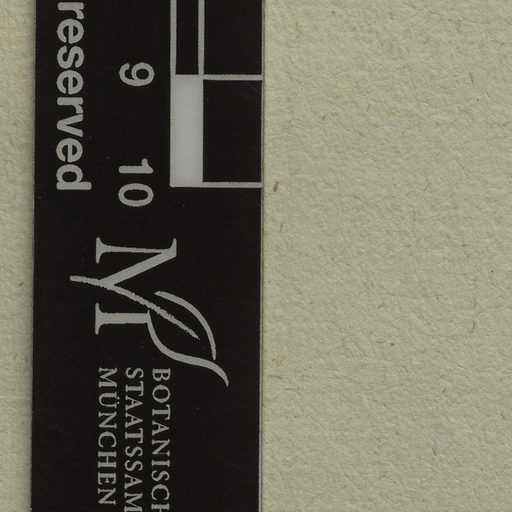 reserved
9
10
M
BOTANISCH
STAATSSAM
MÜNCHEN